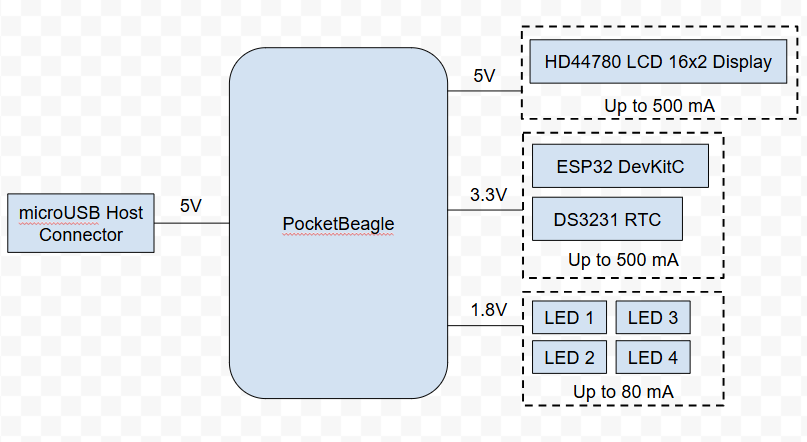 microUSB Host
Connector
5V
PocketBeagle
5V
HD44780 LCD 16x2 Display
Up to 500 mA
3.3V
ESP32 DevKitC
DS3231 RTC
Up to 500 mA
1.8V
LED 1
LED 3
LED 2
LED 4
Up to 80 mA